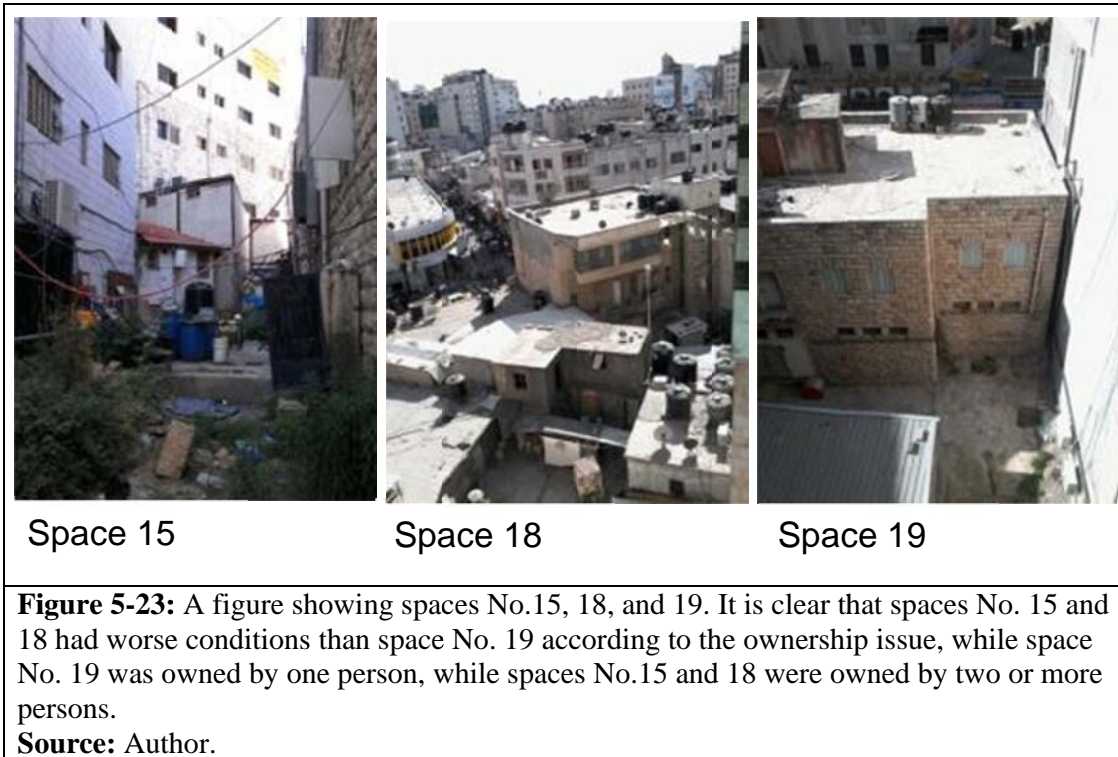 Space 15
Space 18
Space 19
Figure 5-23: A figure showing spaces No.15, 18, and 19. It is clear that spaces No. 15 and
18 had worse conditions than space No. 19 according to the ownership issue, while space
No. 19 was owned by one person, while spaces No.15 and 18 were owned by two or more
persons.
Source: Author.